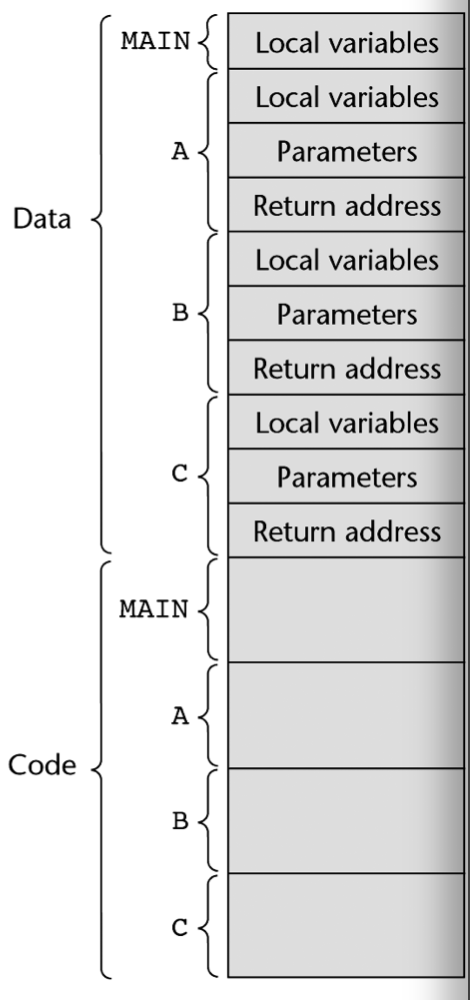 MAIN
Local variables
Local variables
A
Parameters
Return address
Data
Local variables
B
Parameters
Return address
Local variables
C
Parameters
Return address
MAIN
A
Code
B
C